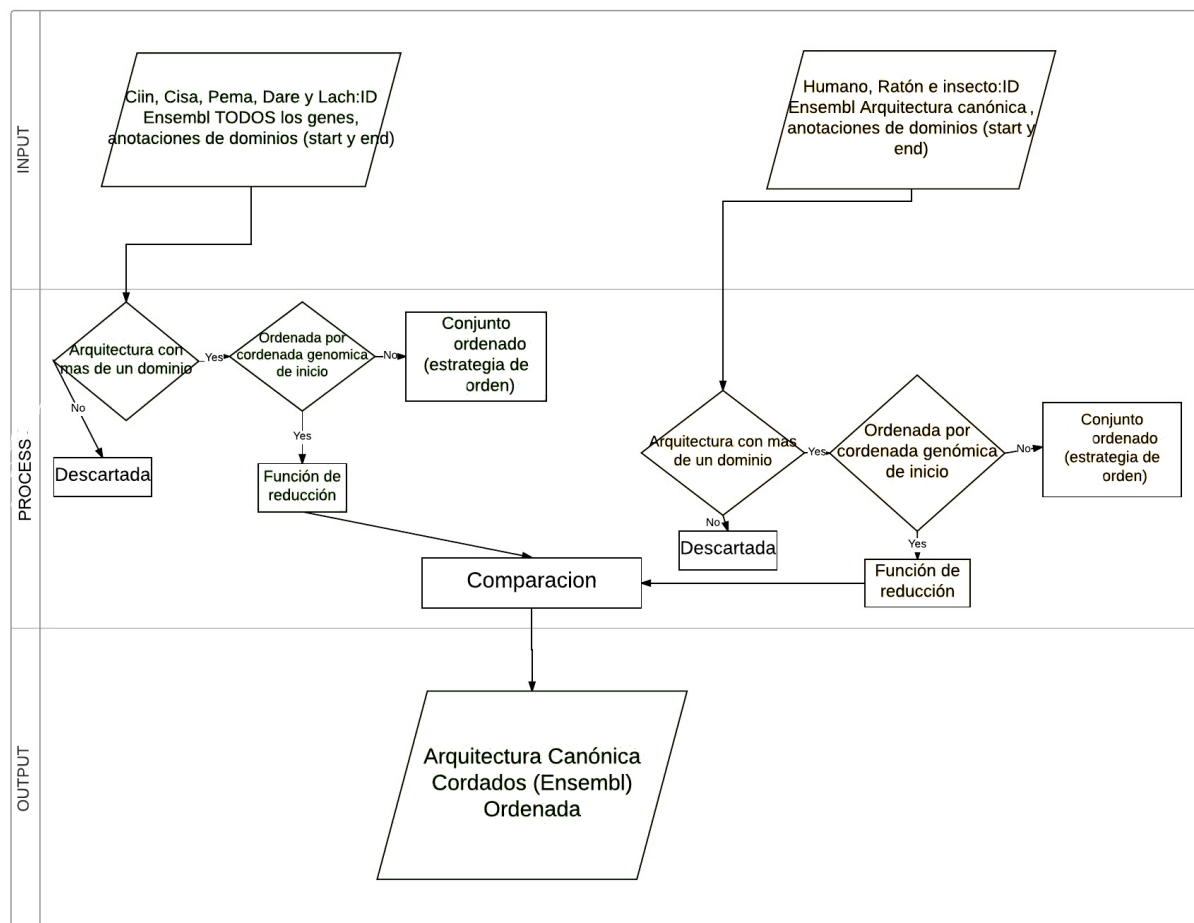 INPUT
Ciin, Cisa, Pema, Dare y Lach:ID
Ensembl TODOS los genes,
anotaciones de dominios (start y end)
Humano, Ratón e insecto:ID
Ensembl Arquitectura canónica ,
anotaciones de dominios (start y
end)
PROCESS
Arquitectura con
mas de un dominio
Yes
No
Descartada
Ordenada por
cordenada genomica
de inicio
No
Yes
Conjunto
ordenado
(estrategia de
orden)
Función de
reducción
Arquitectura con mas
de un dominio
Yes
No
Descartada
Ordenada por
cordenada genómica
de inicio
No
Yes
Conjunto
ordenado
(estrategia de
orden)
Función de
reducción
Comparacion
OUTPUT
Arquitectura Canónica
Cordados (Ensembl)
Ordenada